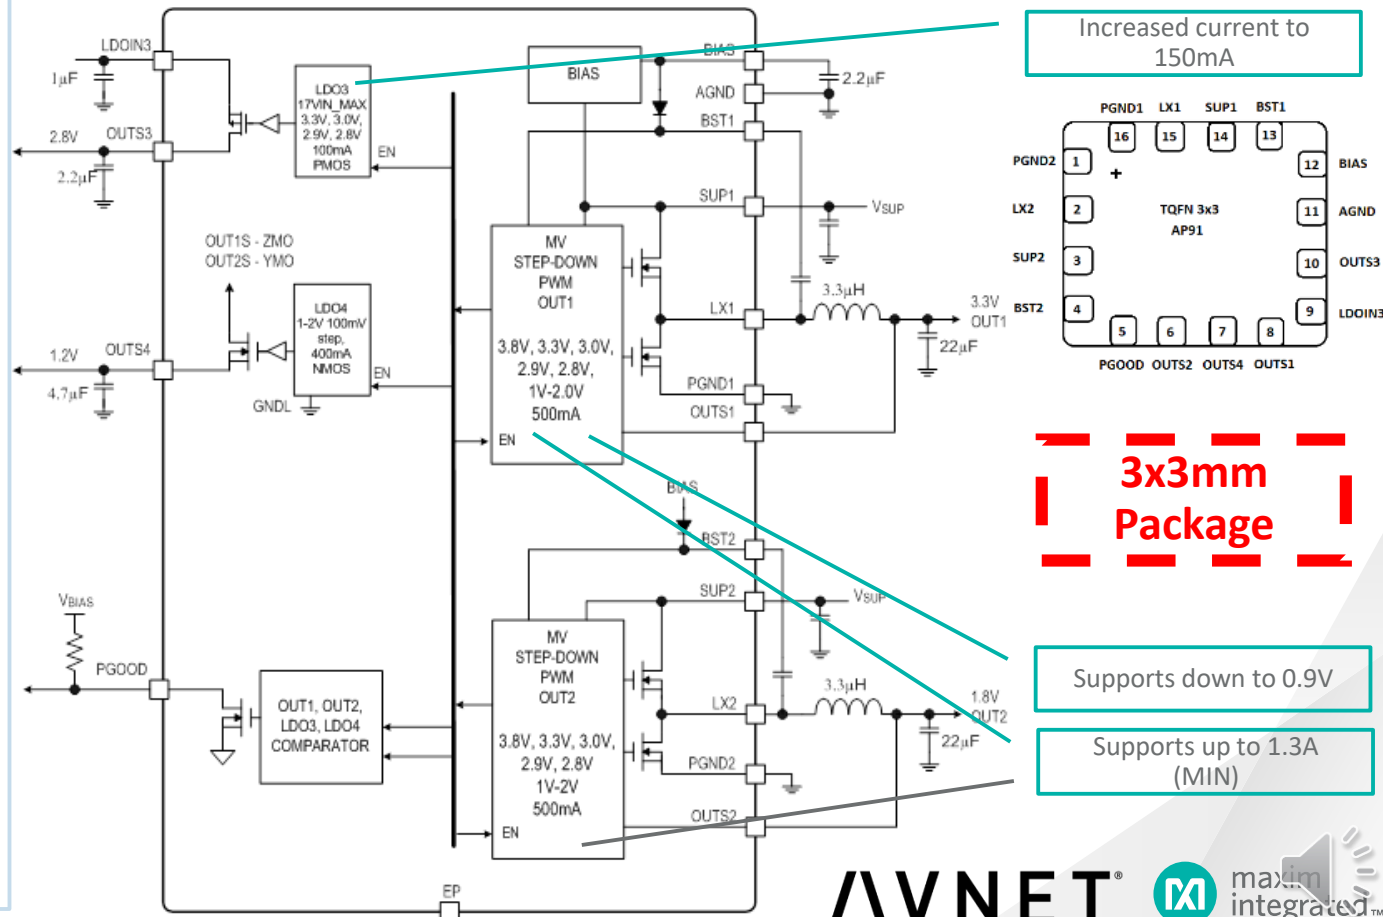 LDOIN3
1µF
2.8V
OUTS3
2.2µF
LDO3
17VIN_MAX
3.3V, 3.0V,
2.9V, 2.8V
100mA
PMOS
EN
BIAS
BIAS
AGND
BST1
2.2µF
SUP1
VSUP
OUT1S - ZMO
OUT2S - YMO
LDO4
1-2V 100mV
step,
400mA
NMOS
EN
GNDL
1.2V
OUTS4
4.7µF
MV
STEP-DOWN
PWM
OUT1
3.8V, 3.3V, 3.0V,
2.9V, 2.8V,
1V-2.0V
500mA
EN
LX1
3.3µH
3.3V
OUT1
22µF
PGND1
OUTS1
BIAS
BST2
SUP2
VSUP
MV
STEP-DOWN
PWM
OUT2
3.8V, 3.3V, 3.0V,
2.9V, 2.8V
1V-2V
500mA
EN
LX2
3.3µH
1.8V
OUT2
22µF
PGND2
OUTS2
VBIAS
PGOOD
OUT1, OUT2,
LDO3, LDO4
COMPARATOR
EP
Increased current to
150mA
PGND1 LX1 SUP1 BST1
16 15 14 13
PGND2 1 12 BIAS
+
LX2 2 11 AGND
TQFN 3x3
AP91
SUP2 3 10 OUTS3
BST2 4 9 LDOIN3
5 6 7 8
PGOOD OUTS2 OUTS4 OUTS1
3x3mm
Package
Supports down to 0.9V
Supports up to 1.3A
(MIN)
AVNET®
maxim
integrated™